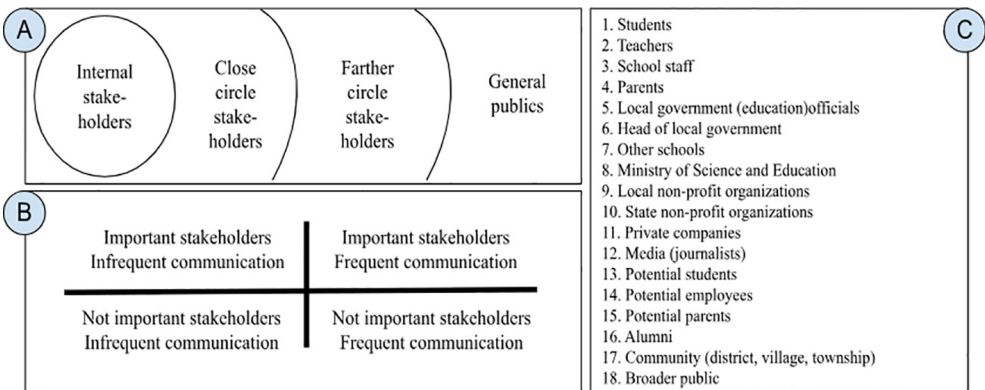 A
Internal
stake-
holders
Close
circle
stake-
holders
Farther
circle
stake-
holders
General
publics
B
Important stakeholders
Infrequent communication
Important stakeholders
Frequent communication
Not important stakeholders
Infrequent communication
Not important stakeholders
Frequent communication
C
1. Students
2. Teachers
3. School staff
4. Parents
5. Local government (education)officials
6. Head of local government
7. Other schools
8. Ministry of Science and Education
9. Local non-profit organizations
10. State non-profit organizations
11. Private companies
12. Media (journalists)
13. Potential students
14. Potential employees
15. Potential parents
16. Alumni
17. Community (district, village, township)
18. Broader public